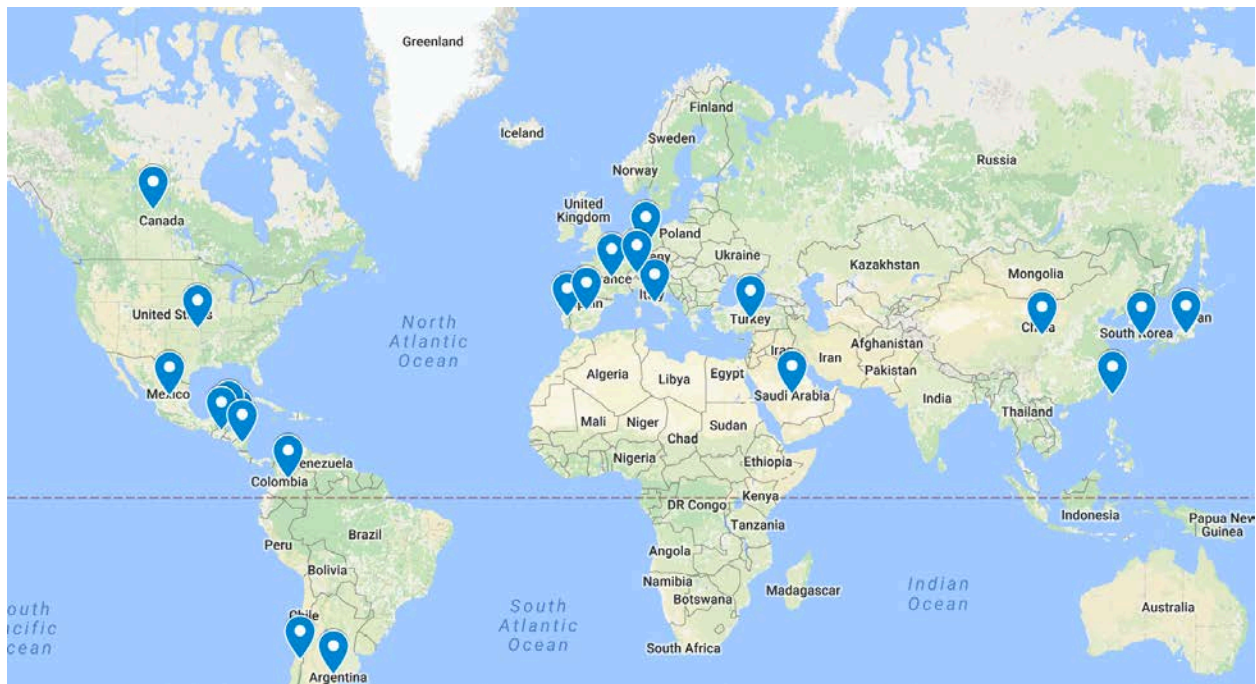 Greenland
Iceland
Finland
Sweden
Norway
Russia
Canada
United
Kingdom
Poland
Ukraine
Kazakhstan
Mongolia
United
North
Atlantic
Ocean
Turkey
South Korea
Afghanistan
Iran
Pakistan
Algeria
Libya
Egypt
Saudi Arabia
Mexico
India
Thailand
Mali
Niger
Chad
Sudan
Nigeria
Ethiopia
Colombia
DR Congo
Kenya
Tanzania
Indonesia
Papua New
Guinea
Peru
Brazil
Bolivia
Angola
Namibia
Botswana
Madagascar
Indian
Ocean
Australia
Chile
South
Atlantic
Ocean
South Africa
Argentina